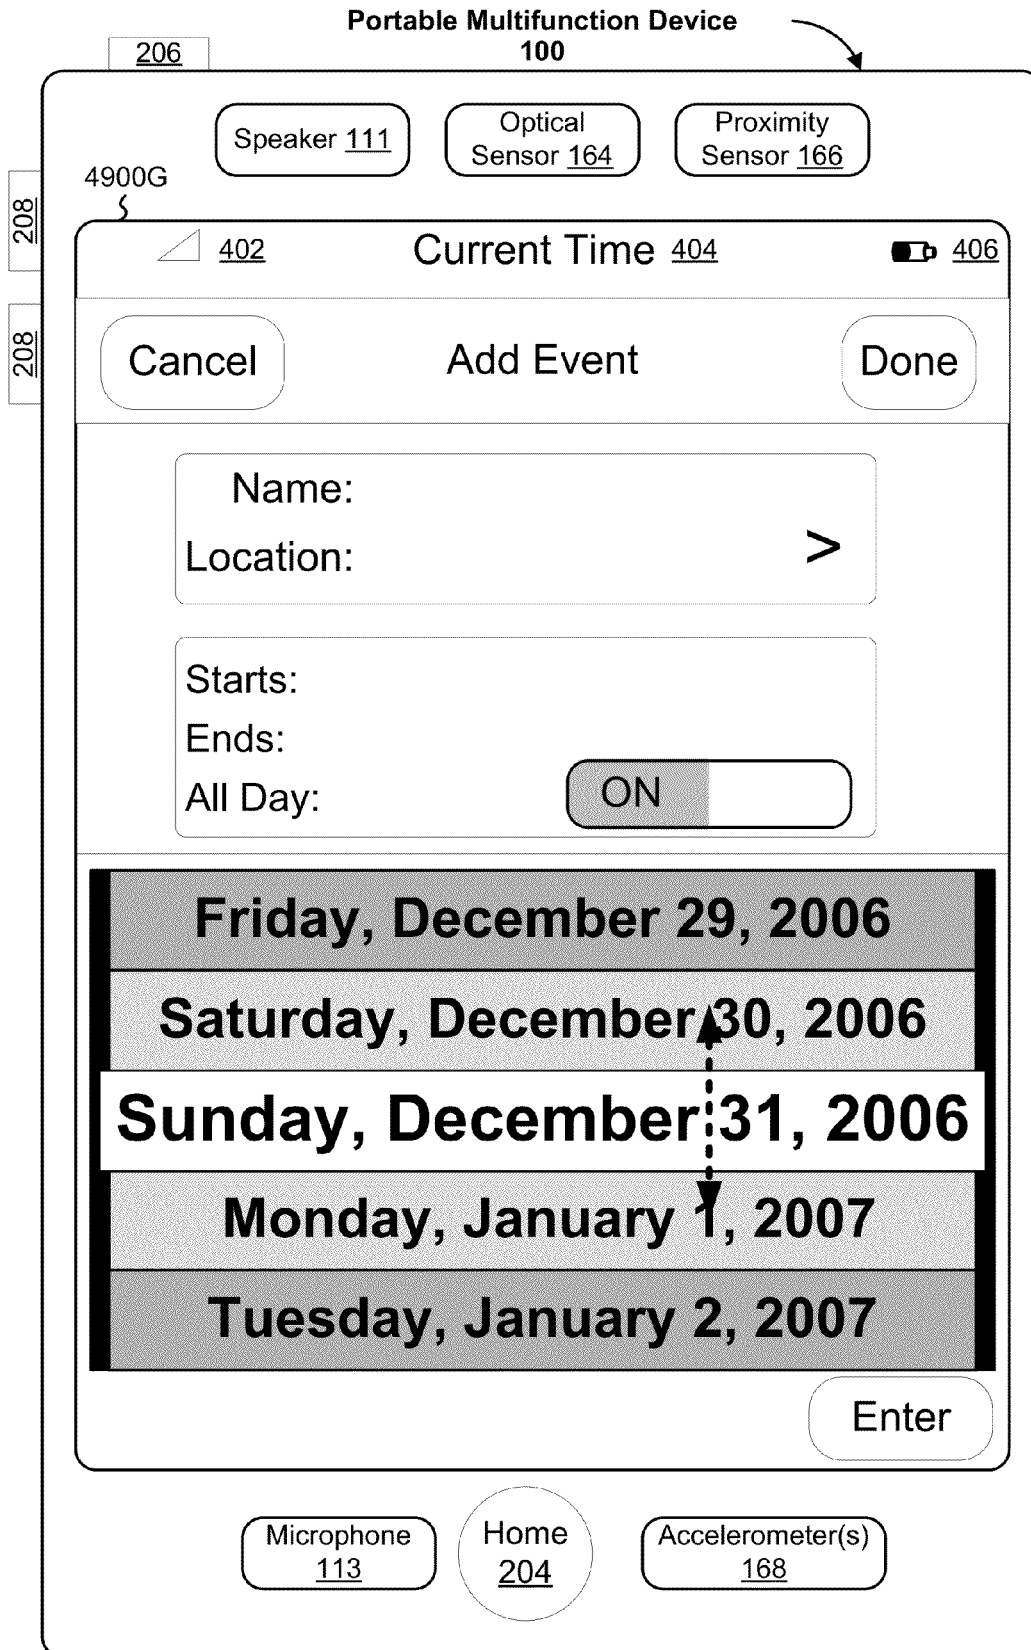 Portable Multifunction Device
100
206
Speaker 111
Optical
Sensor 164
Proximity
Sensor 166
4900G
208
208
402
Current Time 404
406
Cancel
Add Event
Done
Name:
Location:
>
Starts:
Ends:
All Day:
ON
Friday, December 29, 2006
Saturday, December 30, 2006
Sunday, December 31, 2006
Monday, January 1, 2007
Tuesday, January 2, 2007
Enter
Microphone
113
Home
204
Accelerometer(s)
168